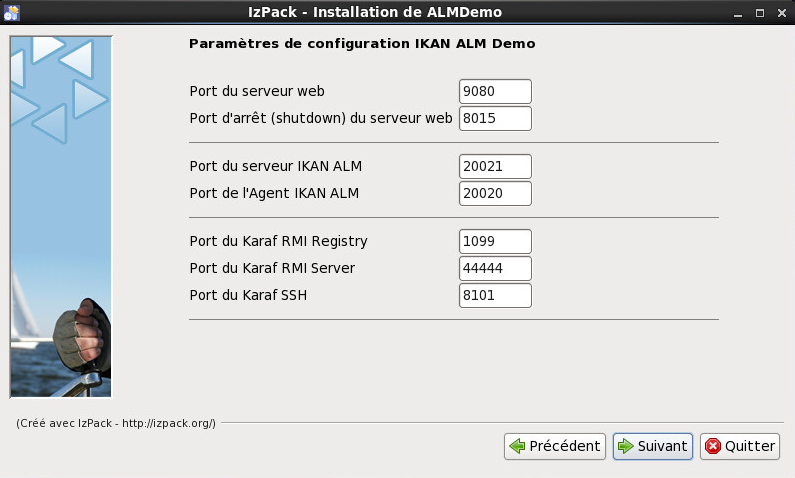 IzPack - Installation de ALMDemo
Paramètres de configuration IKAN ALM Demo
Port du serveur web 9080
Port d'arrêt (shutdown) du serveur web 8015
Port du serveur IKAN ALM 20021
Port de l'Agent IKAN ALM 20020
Port du Karaf RMI Registry 1099
Port du Karaf RMI Server 44444
Port du Karaf SSH 8101
(Créé avec IzPack - http://izpack.org/)
Précédent Suivant Quitter